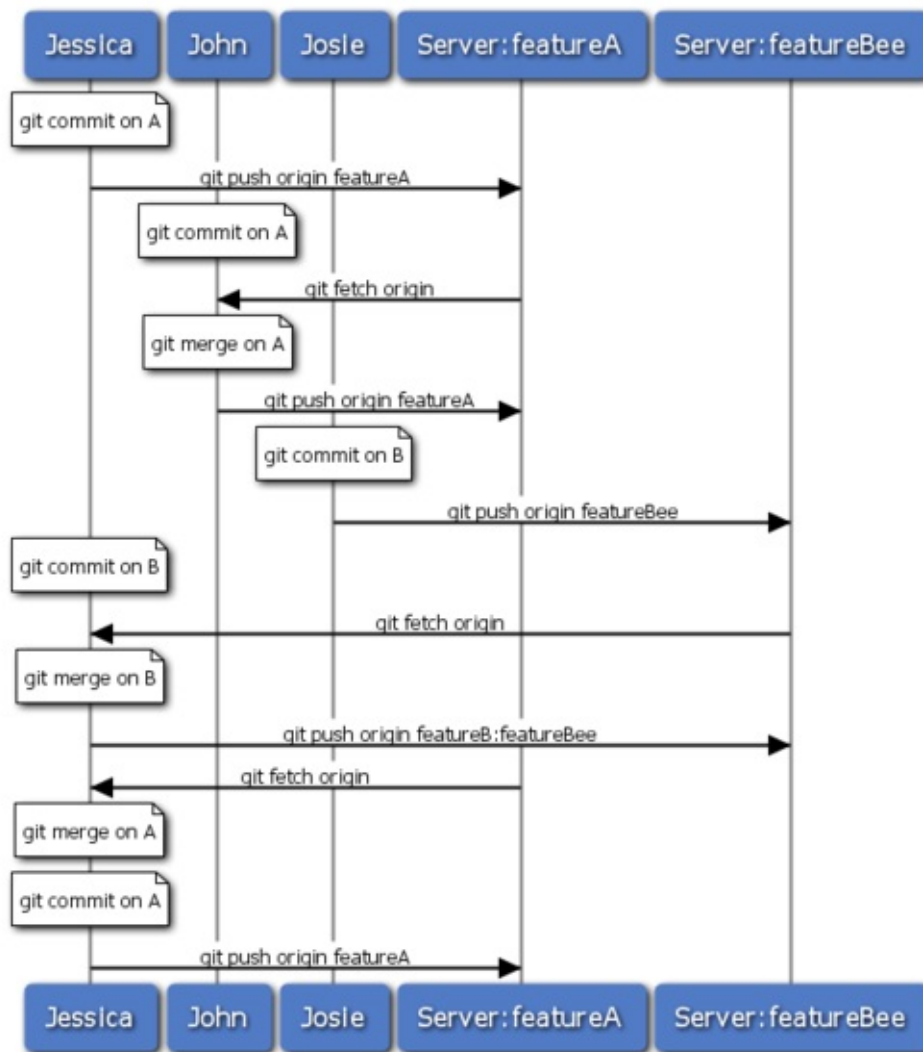 Jessica John Josie Server:featureA Server:featureBee
git commit on A
git push origin featureA
git commit on A
git fetch origin
git merge on A
git push origin featureA
git commit on B
git push origin featureBee
git commit on B
git fetch origin
git merge on B
git push origin featureB:featureBee
git fetch origin
git merge on A
git commit on A
git push origin featureA
Jessica John Josie Server:featureA Server:featureBee